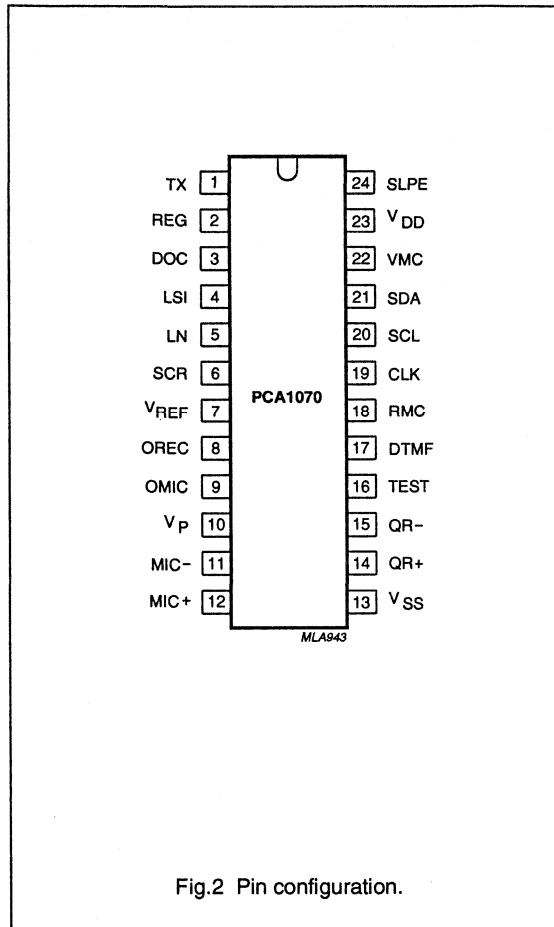 TX 1 24 SLPE
REG 2 23 VDD
DOC 3 22 VMC
LSI 4 21 SDA
LN 5 20 SCL
SCR 6 19 CLK
PCA1070
VREF 7 18 RMC
OREC 8 17 DTMF
OMIC 9 16 TEST
VP 10 15 QR−
MIC− 11 14 QR+
MIC+ 12 13 VSS
MLA943
Fig.2 Pin configuration.